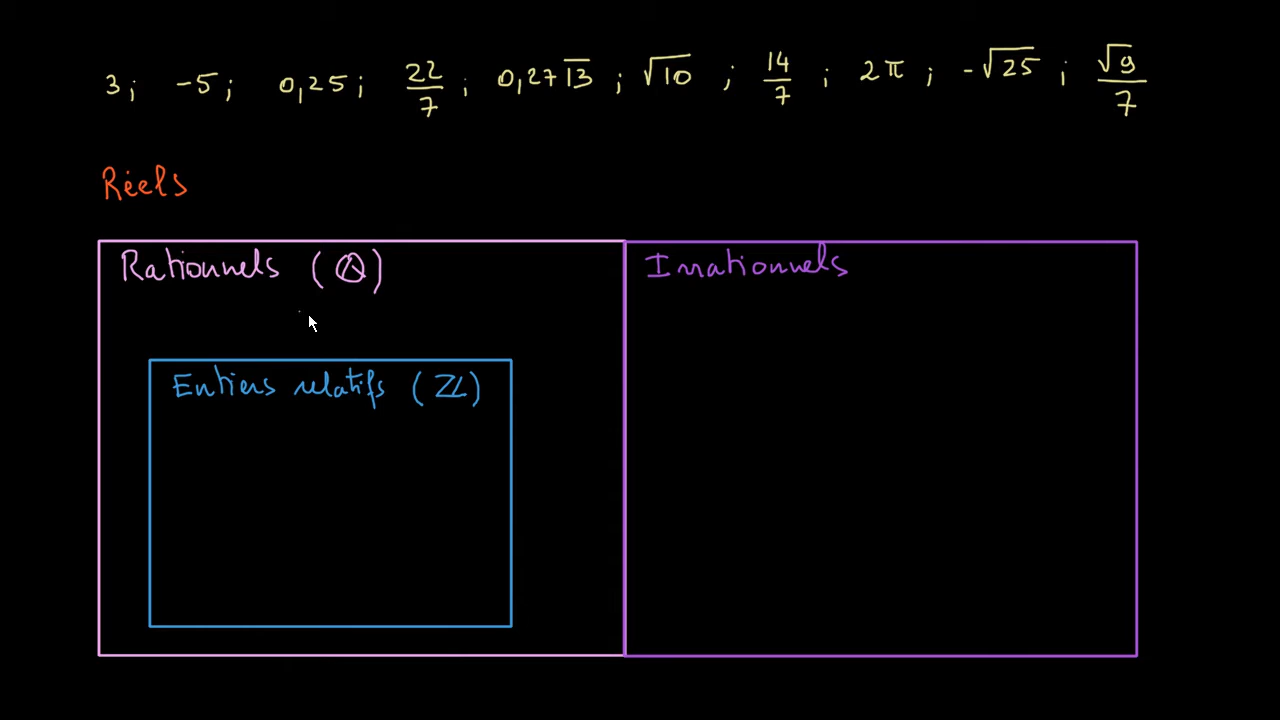 3; -5; 0,25; 22/7; 0,27\overline{13}; √10; 14/7; 2π; -√25; √9/7
Réels
Rationnels (ℚ) Irrationnels
Entiers relatifs (ℤ)